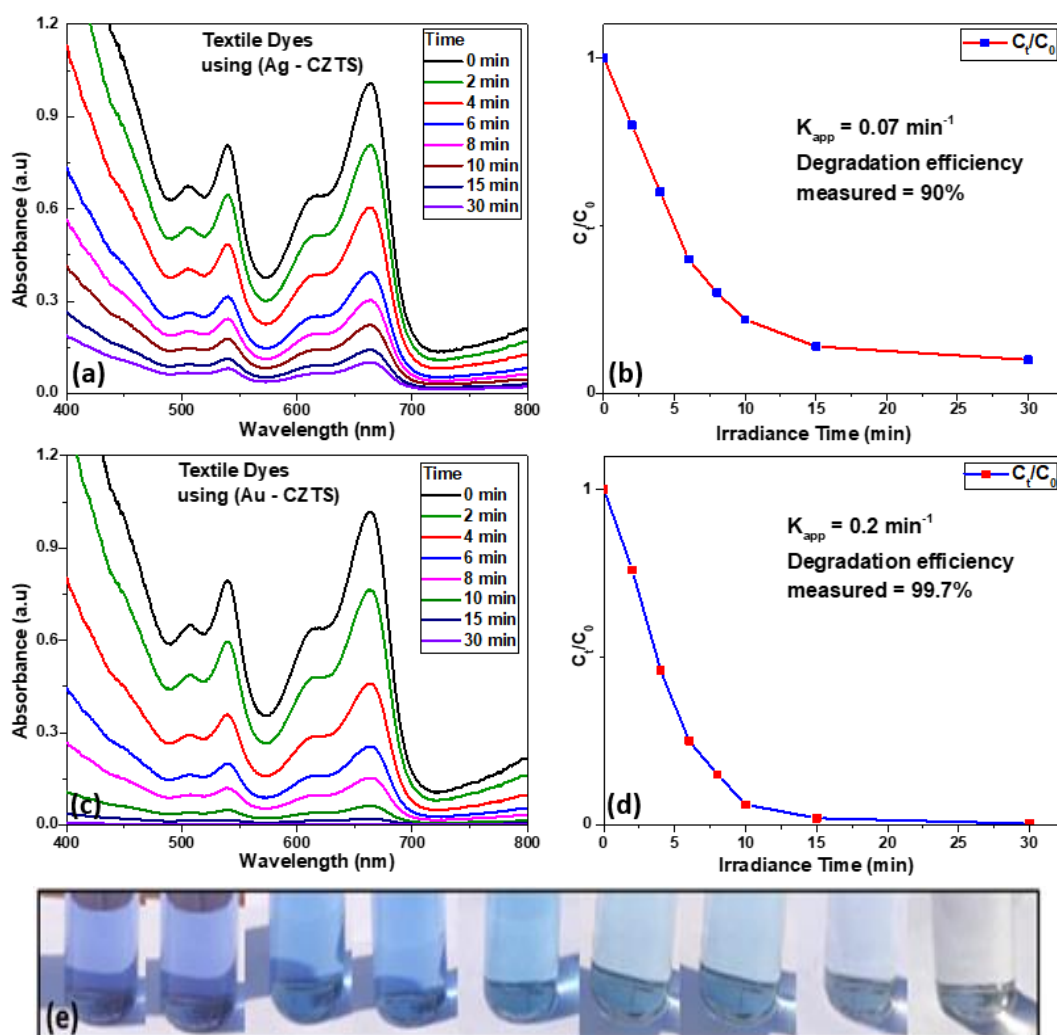 1.2
0.9
0.6
0.3
0.0
Absorbance (a.u)
Textile Dyes
using (Ag - CZTS)
Time
0 min
2 min
4 min
6 min
8 min
10 min
15 min
30 min
(a)
400 500 600 700 800
Wavelength (nm)
1
0
Ct/C0
Ct/C0
Kapp = 0.07 min-1
Degradation efficiency
measured = 90%
(b)
0 5 10 15 20 25 30
Irradiance Time (min)
1.2
0.9
0.6
0.3
0.0
Absorbance (a.u)
Textile Dyes
using (Au - CZTS)
Time
0 min
2 min
4 min
6 min
8 min
10 min
15 min
30 min
(c)
400 500 600 700 800
Wavelength (nm)
1
0
Ct/C0
Ct/C0
Kapp = 0.2 min-1
Degradation efficiency
measured = 99.7%
(d)
0 5 10 15 20 25 30
Irradiance Time (min)
(e)